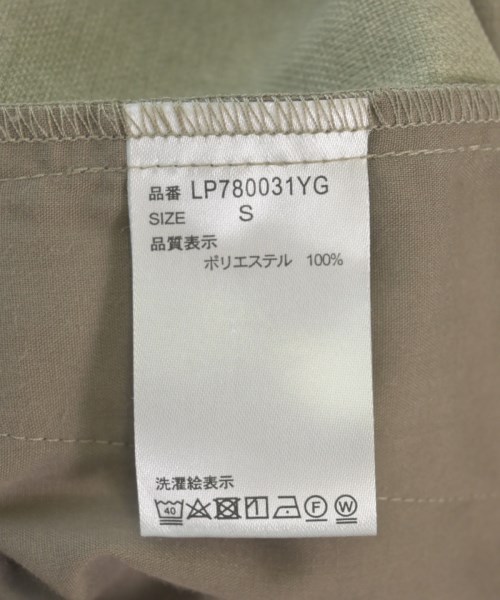 品番 LP780031YG
SIZE S
品質表示
ポリエステル 100%
洗濯絵表示
40 F W